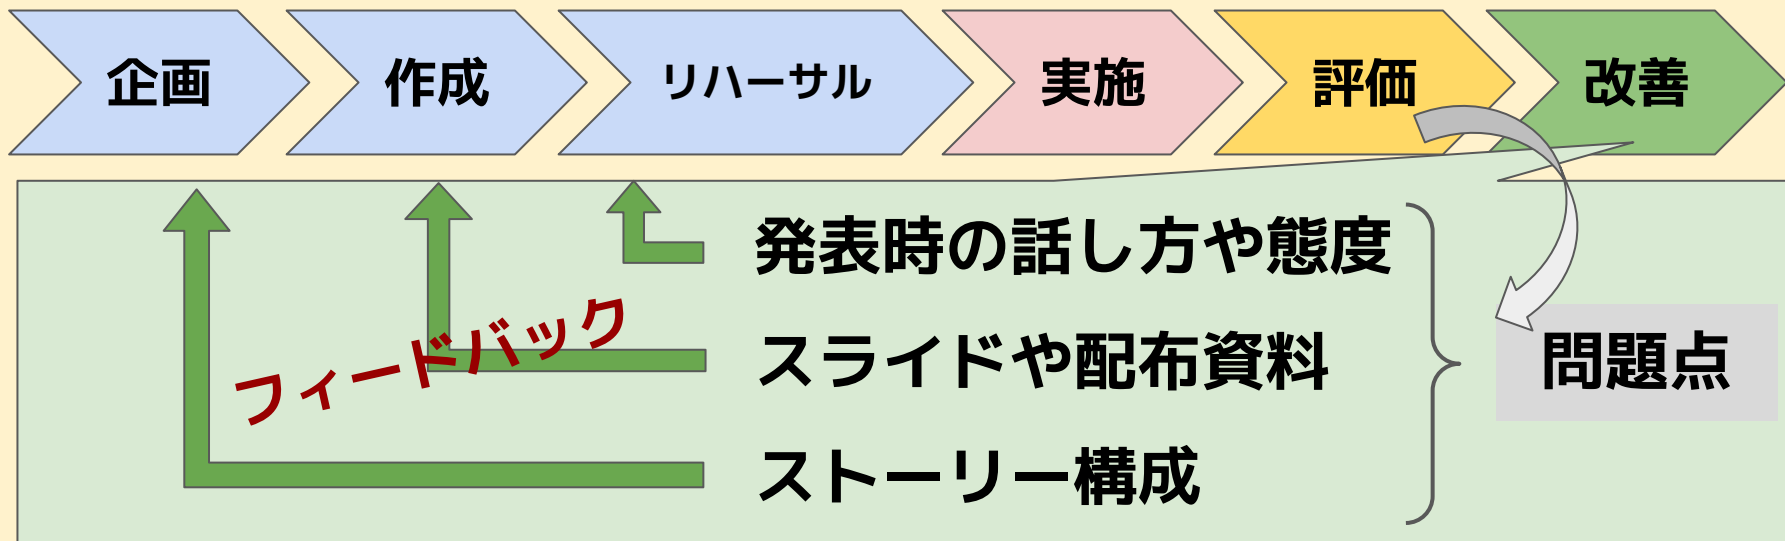 企画
作成
リハーサル
実施
評価
改善
発表時の話し方や態度
フィードバック
スライドや配布資料
問題点
ストーリー構成